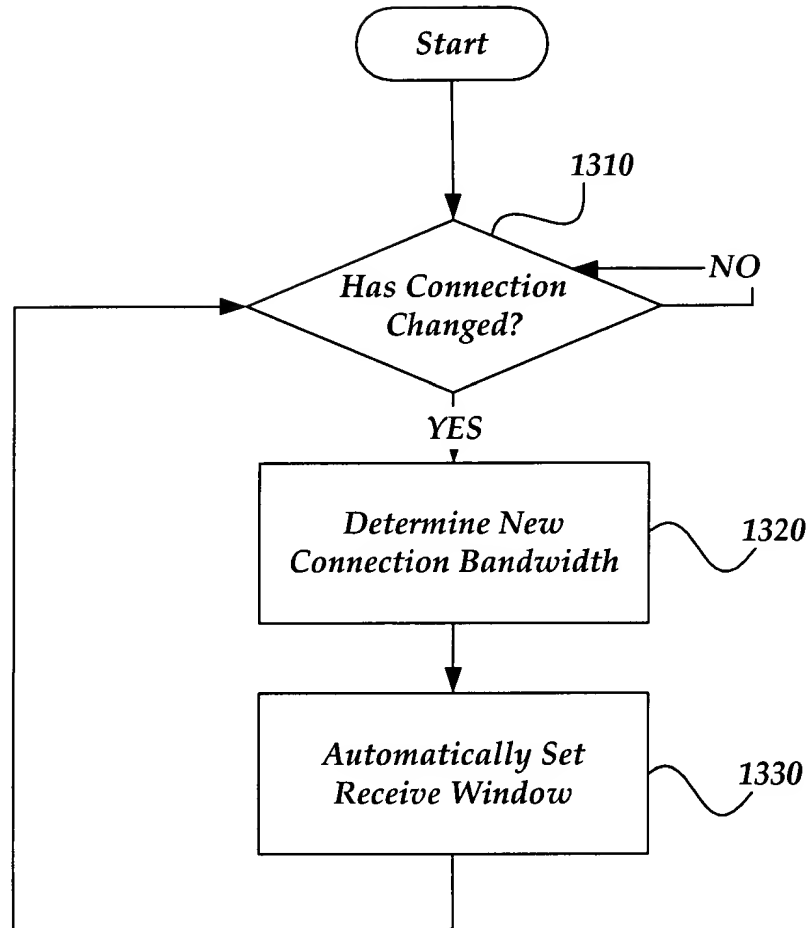 Start
1310
NO
Has Connection
Changed?
YES
Determine New
Connection Bandwidth
1320
Automatically Set
Receive Window
1330